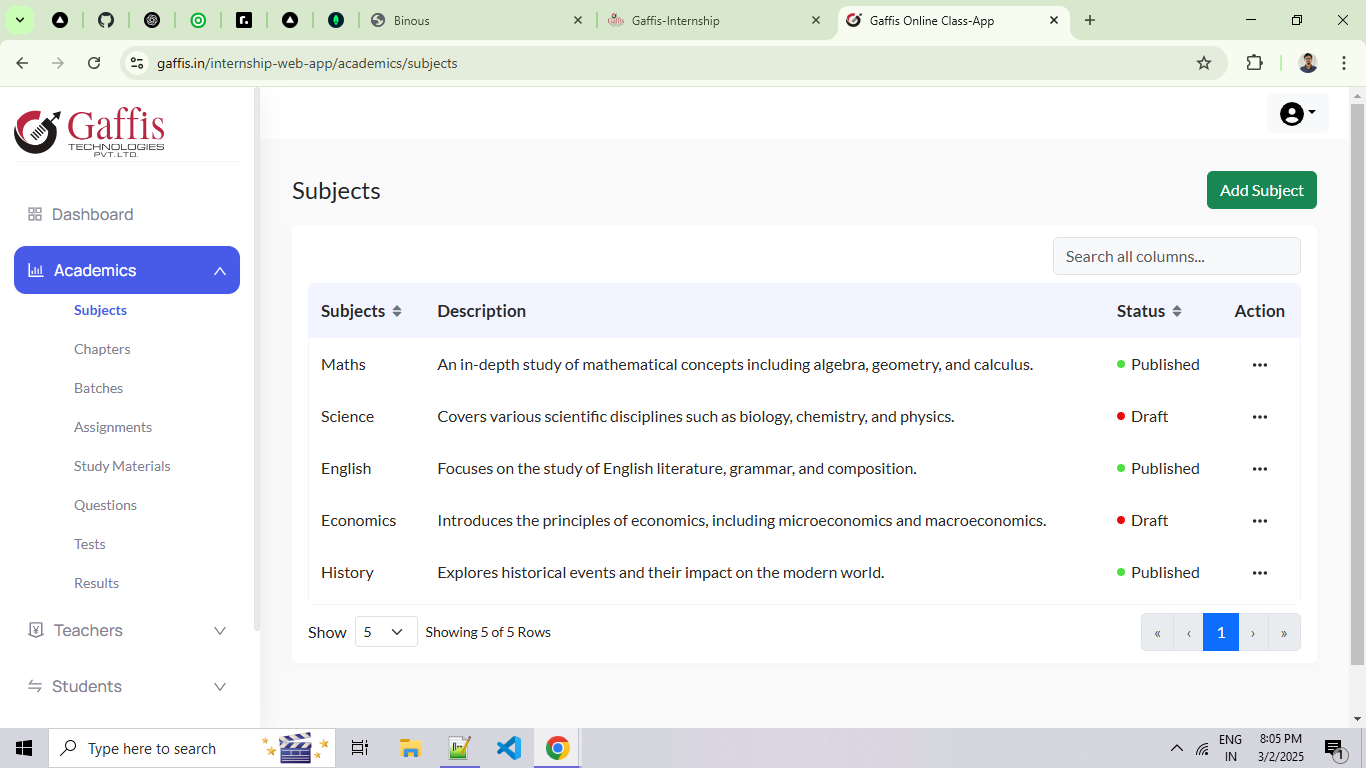 Binous
Gaffis-Internship
Gaffis Online Class-App
gaffis.in/internship-web-app/academics/subjects
Gaffis
TECHNOLOGIES
PVT. LTD.
Dashboard
Academics
Subjects
Chapters
Batches
Assignments
Study Materials
Questions
Tests
Results
Teachers
Students
Subjects
Add Subject
Search all columns...
Subjects Description Status Action
Maths An in-depth study of mathematical concepts including algebra, geometry, and calculus. Published ...
Science Covers various scientific disciplines such as biology, chemistry, and physics. Draft ...
English Focuses on the study of English literature, grammar, and composition. Published ...
Economics Introduces the principles of economics, including microeconomics and macroeconomics. Draft ...
History Explores historical events and their impact on the modern world. Published ...
Show 5 Showing 5 of 5 Rows « ‹ 1 › »
Type here to search
ENG
IN
8:05 PM
3/2/2025
1